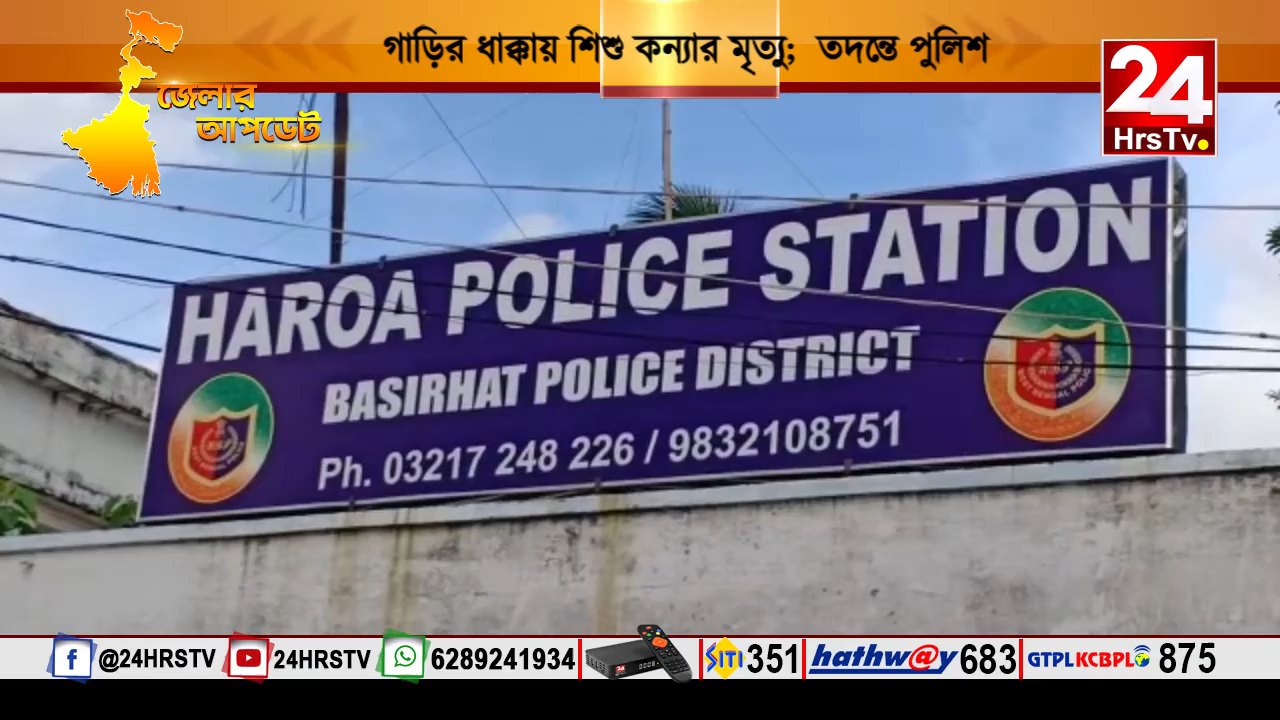 গাড়ির ধাক্কায় শিশু কন্যার মৃত্যু; তদন্তে পুলিশ
জেলার
আপডেট
24
HrsTv.
HAROA POLICE STATION
BASIRHAT POLICE DISTRICT
Ph. 03217 248 226 / 9832108751
@24HRSTV 24HRSTV 6289241934 SITI 351 hathw@y 683 GTPL KCBPL 875